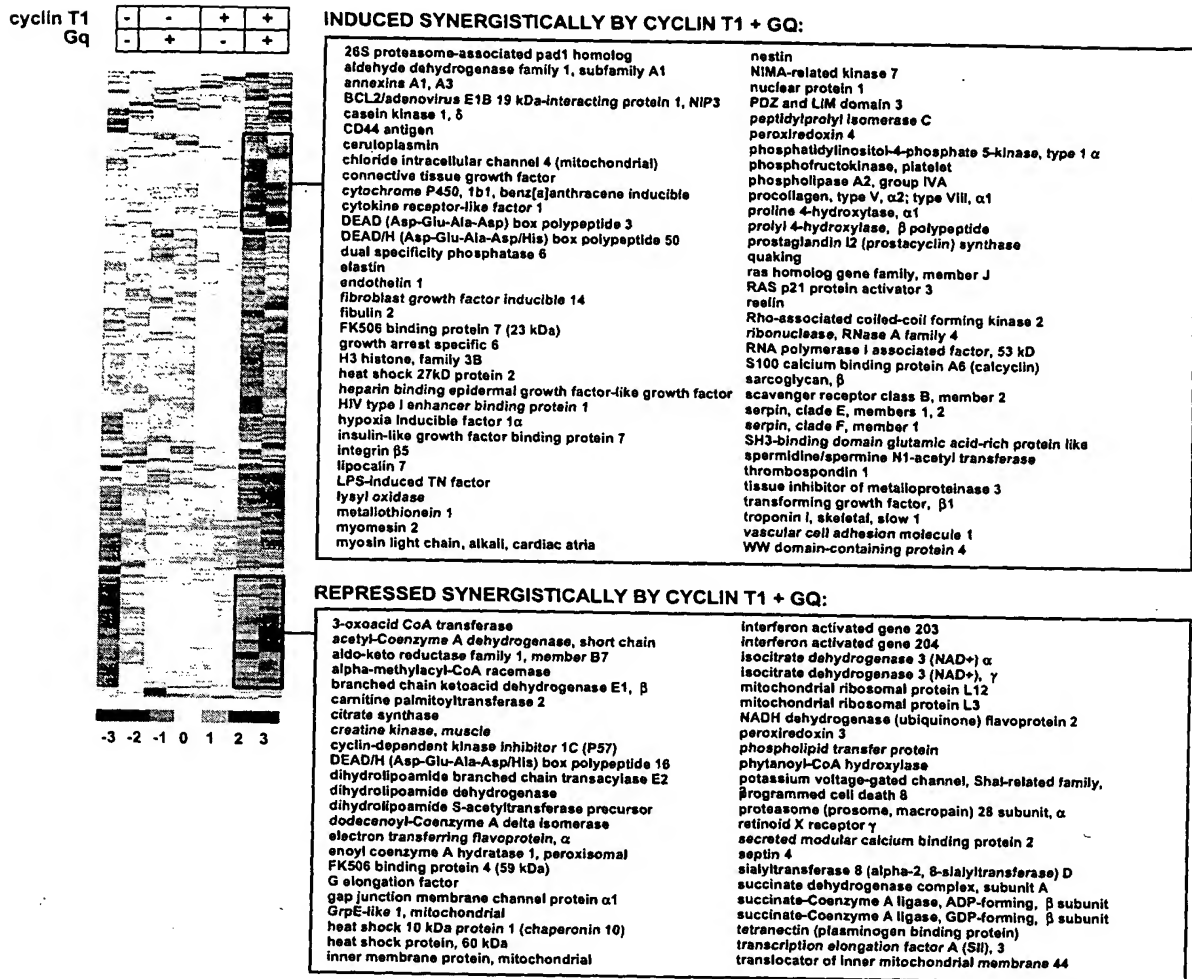 cyclin T1 - - + +
Gq - + - +
-3 -2 -1 0 1 2 3
INDUCED SYNERGISTICALLY BY CYCLIN T1 + GQ:
26S proteasome-associated pad1 homolog
aldehyde dehydrogenase family 1, subfamily A1
annexins A1, A3
BCL2/adenovirus E1B 19 kDa-interacting protein 1, NIP3
casein kinase 1, δ
CD44 antigen
ceruloplasmin
chloride intracellular channel 4 (mitochondrial)
connective tissue growth factor
cytochrome P450, 1b1, benz[a]anthracene inducible
cytokine receptor-like factor 1
DEAD (Asp-Glu-Ala-Asp) box polypeptide 3
DEAD/H (Asp-Glu-Ala-Asp/His) box polypeptide 50
dual specificity phosphatase 6
elastin
endothelin 1
fibroblast growth factor inducible 14
fibulin 2
FK506 binding protein 7 (23 kDa)
growth arrest specific 6
H3 histone, family 3B
heat shock 27kD protein 2
heparin binding epidermal growth factor-like growth factor
HIV type I enhancer binding protein 1
hypoxia inducible factor 1α
insulin-like growth factor binding protein 7
integrin β5
lipocalin 7
LPS-induced TN factor
lysyl oxidase
metallothionein 1
myomesin 2
myosin light chain, alkali, cardiac atria
nestin
NIMA-related kinase 7
nuclear protein 1
PDZ and LIM domain 3
peptidylprolyl isomerase C
peroxiredoxin 4
phosphatidylinositol-4-phosphate 5-kinase, type 1 α
phosphofructokinase, platelet
phospholipase A2, group IVA
procollagen, type V, α2; type VIII, α1
proline 4-hydroxylase, α1
prolyl 4-hydroxylase, β polypeptide
prostaglandin I2 (prostacyclin) synthase
quaking
ras homolog gene family, member J
RAS p21 protein activator 3
reelin
Rho-associated coiled-coil forming kinase 2
ribonuclease, RNase A family 4
RNA polymerase I associated factor, 53 kD
S100 calcium binding protein A6 (calcyclin)
sarcoglycan, β
scavenger receptor class B, member 2
serpin, clade E, members 1, 2
serpin, clade F, member 1
SH3-binding domain glutamic acid-rich protein like
spermidine/spermine N1-acetyl transferase
thrombospondin 1
tissue inhibitor of metalloproteinase 3
transforming growth factor, β1
troponin I, skeletal, slow 1
vascular cell adhesion molecule 1
WW domain-containing protein 4
REPRESSED SYNERGISTICALLY BY CYCLIN T1 + GQ:
3-oxoacid CoA transferase
acetyl-Coenzyme A dehydrogenase, short chain
aldo-keto reductase family 1, member B7
alpha-methylacyl-CoA racemase
branched chain ketoacid dehydrogenase E1, β
carnitine palmitoyltransferase 2
citrate synthase
creatine kinase, muscle
cyclin-dependent kinase inhibitor 1C (P57)
DEAD/H (Asp-Glu-Ala-Asp/His) box polypeptide 16
dihydrolipoamide branched chain transacylase E2
dihydrolipoamide dehydrogenase
dihydrolipoamide S-acetyltransferase precursor
dodecenoyl-Coenzyme A delta isomerase
electron transferring flavoprotein, α
enoyl coenzyme A hydratase 1, peroxisomal
FK506 binding protein 4 (59 kDa)
G elongation factor
gap junction membrane channel protein α1
GrpE-like 1, mitochondrial
heat shock 10 kDa protein 1 (chaperonin 10)
heat shock protein, 60 kDa
inner membrane protein, mitochondrial
interferon activated gene 203
interferon activated gene 204
isocitrate dehydrogenase 3 (NAD+) α
isocitrate dehydrogenase 3 (NAD+), γ
mitochondrial ribosomal protein L12
mitochondrial ribosomal protein L3
NADH dehydrogenase (ubiquinone) flavoprotein 2
peroxiredoxin 3
phospholipid transfer protein
phytanoyl-CoA hydroxylase
potassium voltage-gated channel, Shal-related family,
βrogrammed cell death 8
proteasome (prosome, macropain) 28 subunit, α
retinoid X receptor γ
secreted modular calcium binding protein 2
septin 4
sialyltransferase 8 (alpha-2, 8-sialyltransferase) D
succinate dehydrogenase complex, subunit A
succinate-Coenzyme A ligase, ADP-forming, β subunit
succinate-Coenzyme A ligase, GDP-forming, β subunit
tetranectin (plasminogen binding protein)
transcription elongation factor A (SII), 3
translocator of inner mitochondrial membrane 44